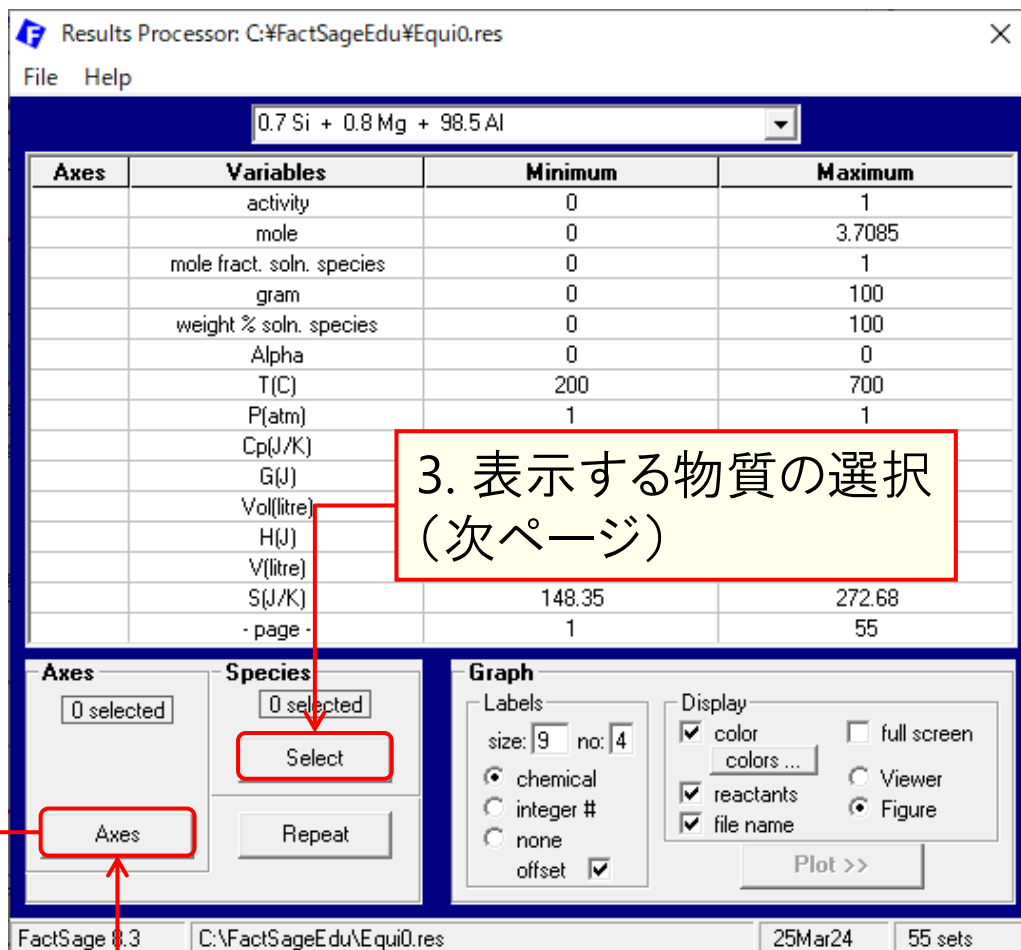 Results Processor: C:¥FactSageEdu¥Equi0.res
File Help
0.7 Si + 0.8 Mg + 98.5 Al
Axes Variables Minimum Maximum
activity 0 1
mole 0 3.7085
mole fract. soln. species 0 1
gram 0 100
weight % soln. species 0 100
Alpha 0 0
T(C) 200 700
P(atm) 1 1
Cp(J/K)
G(J)
Vol(litre)
H(J)
V(litre)
S(J/K) 148.35 272.68
- page - 1 55
3. 表示する物質の選択
（次ページ）
Axes Species Graph
0 selected 0 selected Labels Display
size: 9 no: 4 color full screen
Select colors ...
chemical Viewer
reactants
integer # Figure
Axes Repeat none file name
offset Plot >>
FactSage 8.3 C:\FactSageEdu\Equi0.res 25Mar24 55 sets